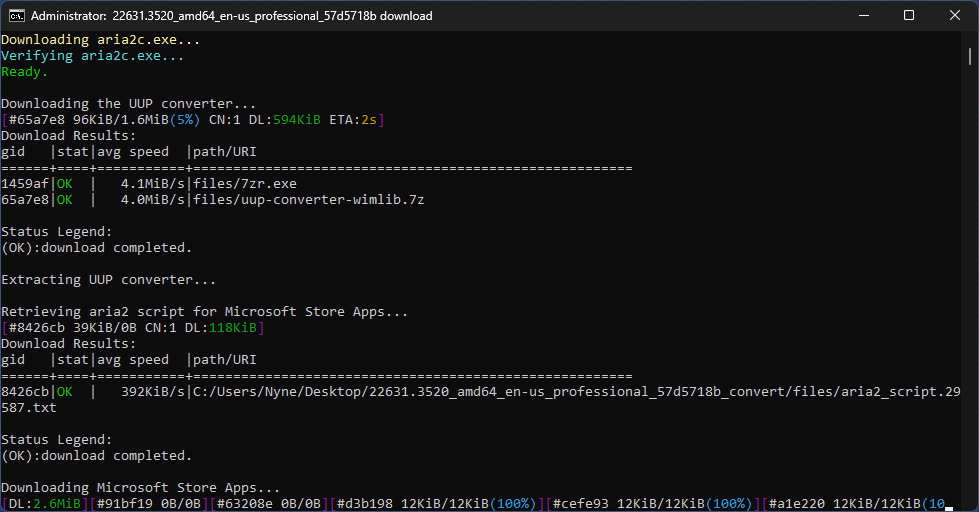 Administrator: 22631.3520_amd64_en-us_professional_57d5718b download
Downloading aria2c.exe...
Verifying aria2c.exe...
Ready.
Downloading the UUP converter...
[#65a7e8 96KiB/1.6MiB(5%) CN:1 DL:594KiB ETA:2s]
Download Results:
gid   |stat|avg speed  |path/URI
======+====+===========+=======================================================
1459af|OK  |   4.1MiB/s|files/7zr.exe
65a7e8|OK  |   4.0MiB/s|files/uup-converter-wimlib.7z
Status Legend:
(OK):download completed.
Extracting UUP converter...
Retrieving aria2 script for Microsoft Store Apps...
[#8426cb 39KiB/0B CN:1 DL:118KiB]
Download Results:
gid   |stat|avg speed  |path/URI
======+====+===========+=======================================================
8426cb|OK  |   392KiB/s|C:/Users/Nyne/Desktop/22631.3520_amd64_en-us_professional_57d5718b_convert/files/aria2_script.29
587.txt
Status Legend:
(OK):download completed.
Downloading Microsoft Store Apps...
[DL:2.6MiB][#91bf19 0B/0B][#63208e 0B/0B][#d3b198 12KiB/12KiB(100%)][#cefe93 12KiB/12KiB(100%)][#a1e220 12KiB/12KiB(10